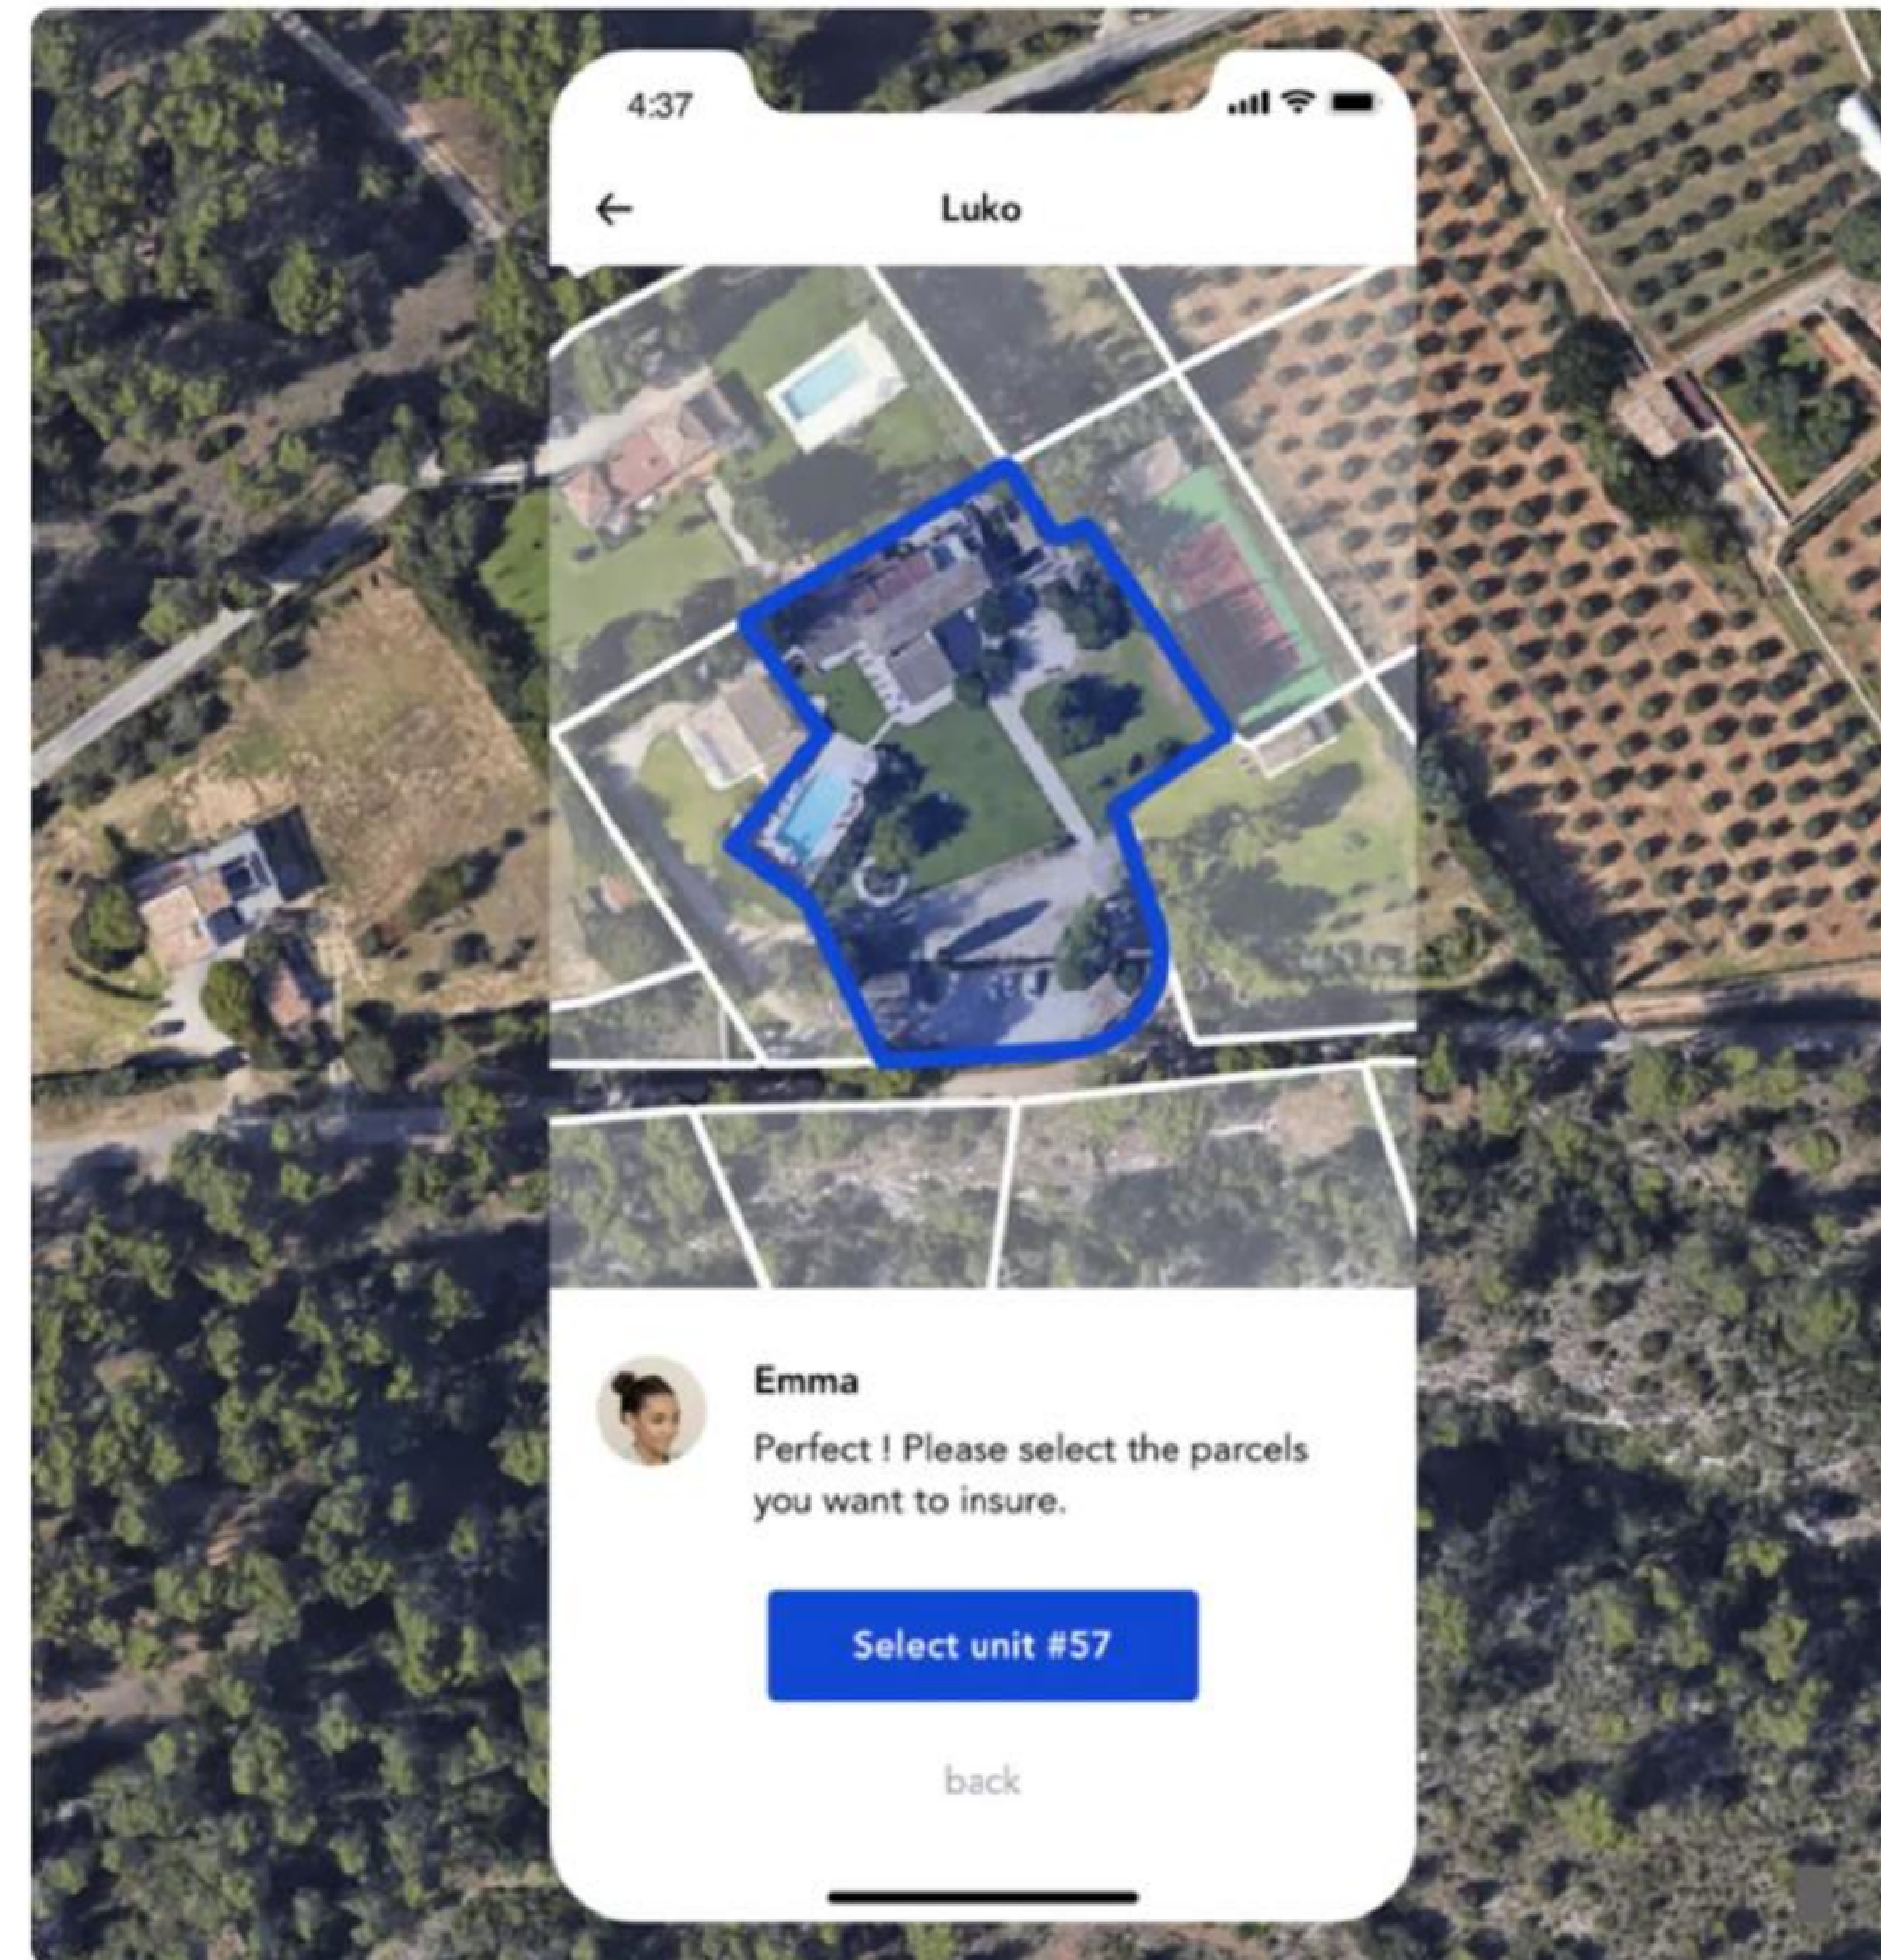 4:37
Luko
Emma
Perfect ! Please select the parcels
you want to insure.
Select unit #57
back